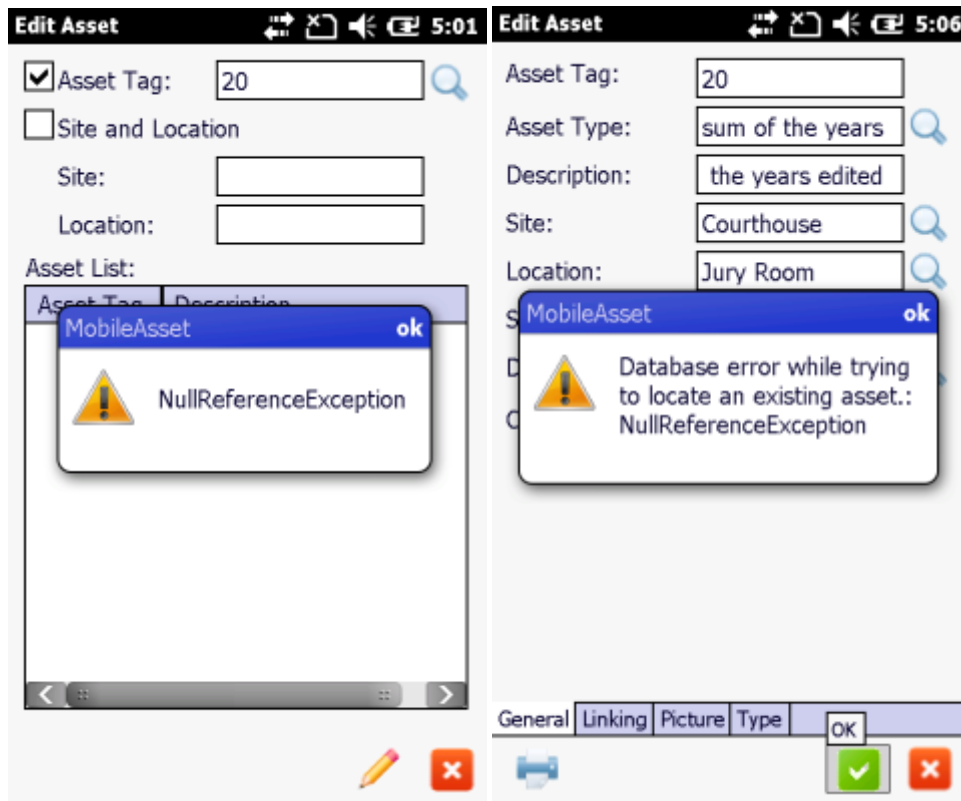 Edit Asset 5:01
Asset Tag: 20
Site and Location
Site:
Location:
Asset List:
Asset Tag Description
MobileAsset ok
NullReferenceException
Edit Asset 5:06
Asset Tag: 20
Asset Type: sum of the years
Description: the years edited
Site: Courthouse
Location: Jury Room
S
MobileAsset ok
D
Database error while trying
to locate an existing asset.:
C
NullReferenceException
General Linking Picture Type
OK